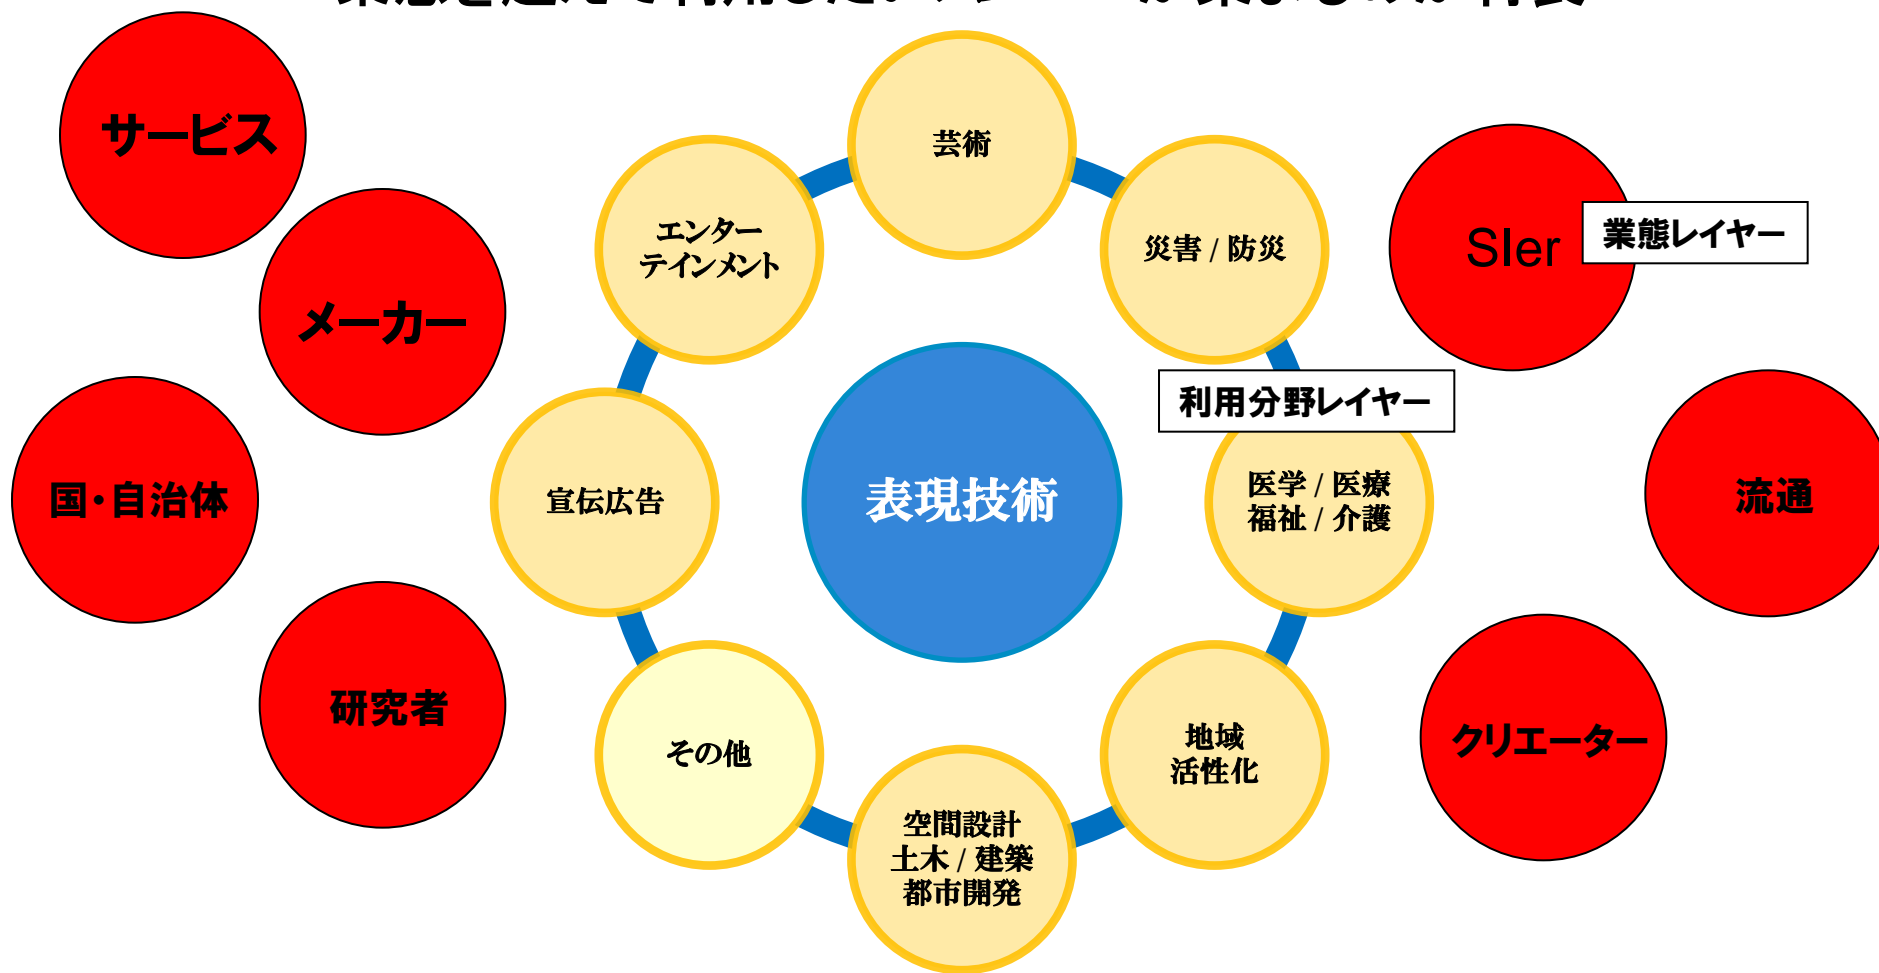 サービス
芸術
エンター
テインメント
災害 / 防災
SIer
業態レイヤー
メーカー
利用分野レイヤー
国・自治体
宣伝広告
表現技術
医学 / 医療
福祉 / 介護
流通
研究者
その他
地域
活性化
クリエーター
空間設計
土木 / 建築
都市開発